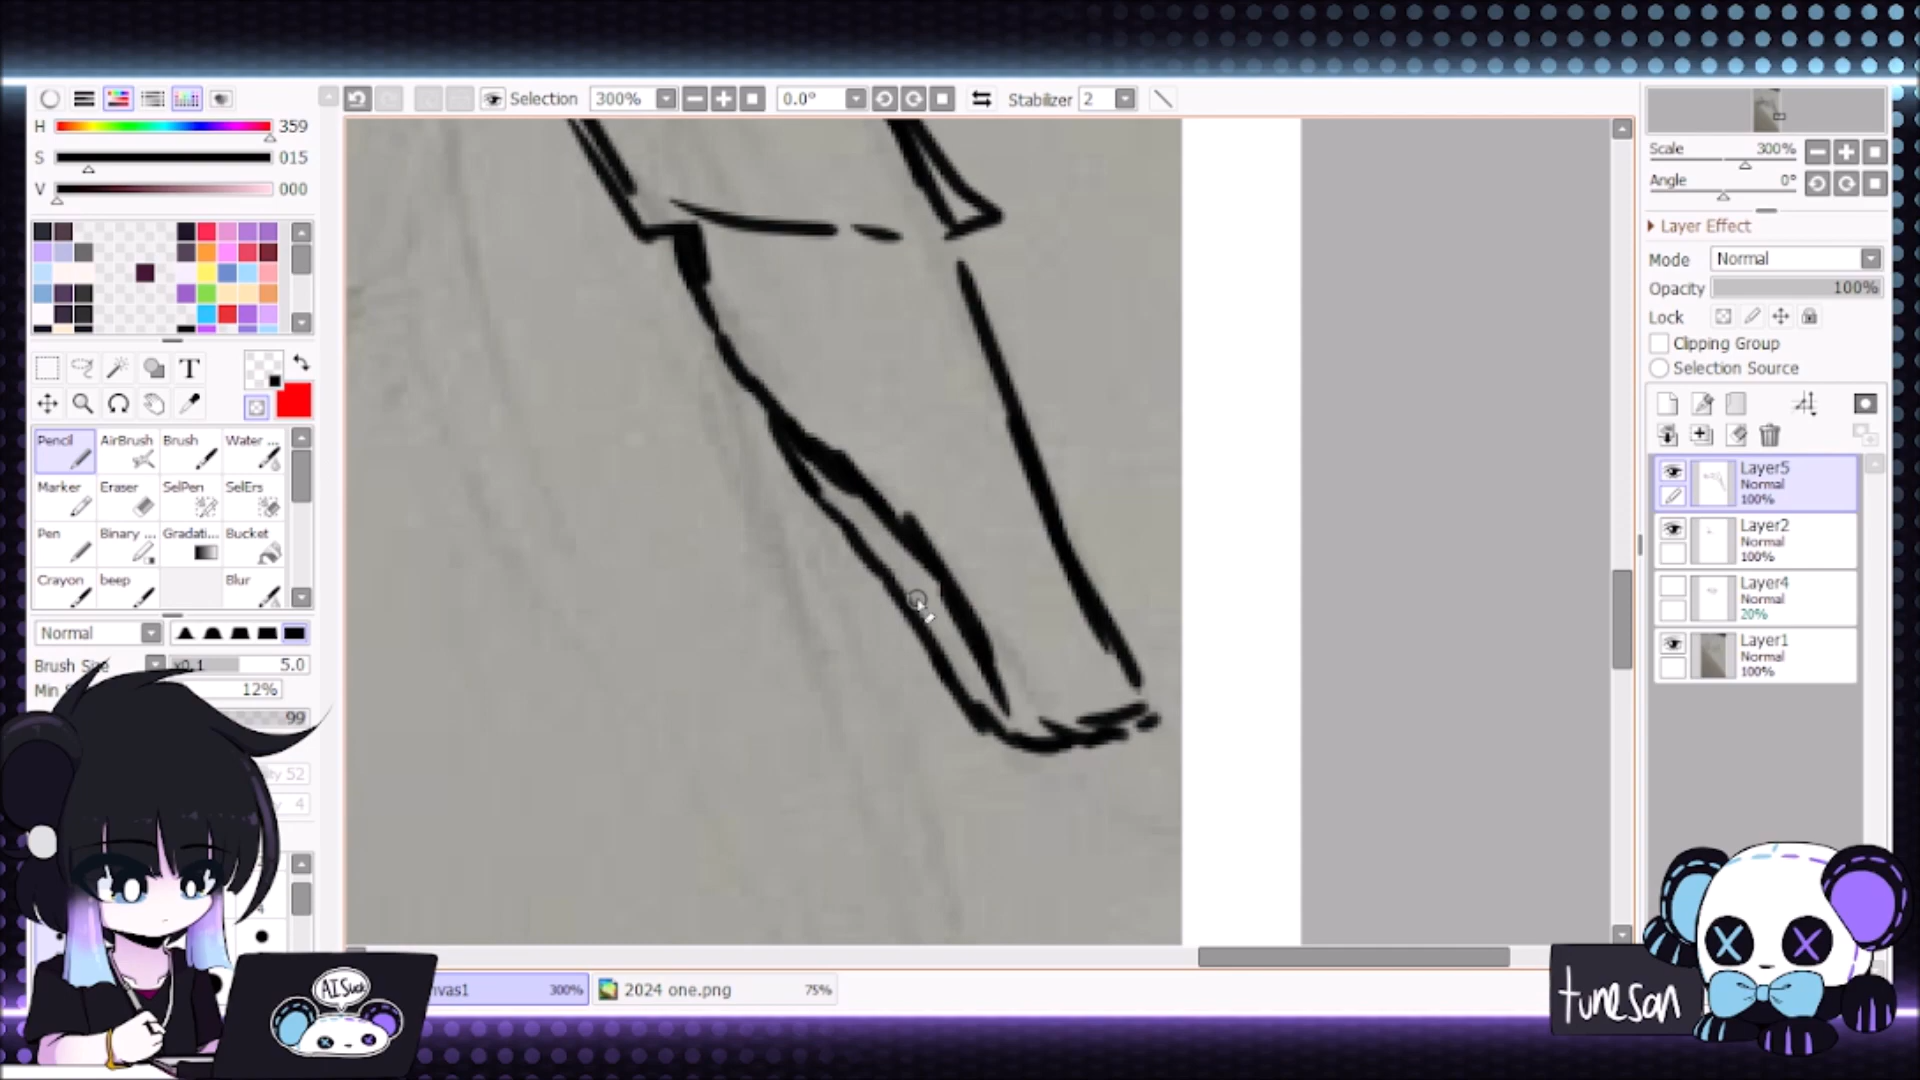 Selection 300% 0.0° Stabilizer 2
H 359
S 015
V 000
Scale 300%
Angle 0°
Layer Effect
Mode Normal
Opacity 100%
Lock
Clipping Group
Selection Source
T
Pencil AirBrush Brush Water ...
Marker Eraser SelPen SelErs
Pen Binary ... Gradati... Bucket
Crayon beep Blur
Normal
Brush Size x0.1 5.0
Min 12%
99
52
4
Layer5
Normal
100%
Layer2
Normal
100%
Layer4
Normal
20%
Layer1
Normal
100%
nvas1 300% 2024 one.png 75%
AI Suck
tunesan